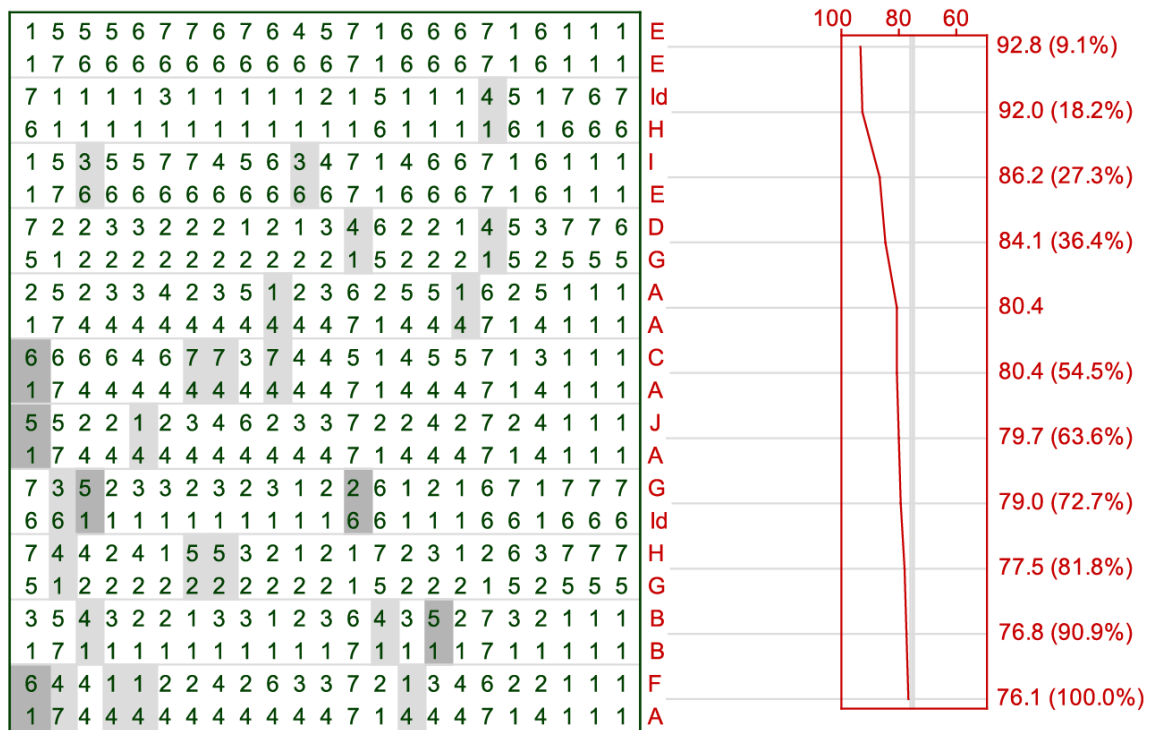 100 80 60
1 5 5 5 6 7 7 6 7 6 4 5 7 1 6 6 6 7 1 6 1 1 1 E
92.8 (9.1%)
1 7 6 6 6 6 6 6 6 6 6 6 7 1 6 6 6 7 1 6 1 1 1 E
7 1 1 1 1 3 1 1 1 1 1 2 1 5 1 1 1 4 5 1 7 6 7 Id
92.0 (18.2%)
6 1 1 1 1 1 1 1 1 1 1 1 1 6 1 1 1 1 6 1 6 6 6 H
1 5 3 5 5 7 7 4 5 6 3 4 7 1 4 6 6 7 1 6 1 1 1 I
86.2 (27.3%)
1 7 6 6 6 6 6 6 6 6 6 6 7 1 6 6 6 7 1 6 1 1 1 E
7 2 2 3 3 2 2 2 1 2 1 3 4 6 2 2 1 4 5 3 7 7 6 D
84.1 (36.4%)
5 1 2 2 2 2 2 2 2 2 2 2 1 5 2 2 2 1 5 2 5 5 5 G
2 5 2 3 3 4 2 3 5 1 2 3 6 2 5 5 1 6 2 5 1 1 1 A
80.4
1 7 4 4 4 4 4 4 4 4 4 4 7 1 4 4 4 7 1 4 1 1 1 A
6 6 6 6 4 6 7 7 3 7 4 4 5 1 4 5 5 7 1 3 1 1 1 C
80.4 (54.5%)
1 7 4 4 4 4 4 4 4 4 4 4 7 1 4 4 4 7 1 4 1 1 1 A
5 5 2 2 1 2 3 4 6 2 3 3 7 2 2 4 2 7 2 4 1 1 1 J
79.7 (63.6%)
1 7 4 4 4 4 4 4 4 4 4 4 7 1 4 4 4 7 1 4 1 1 1 A
7 3 5 2 3 3 2 3 2 3 1 2 2 6 1 2 1 6 7 1 7 7 7 G
79.0 (72.7%)
6 6 1 1 1 1 1 1 1 1 1 1 6 6 1 1 1 6 6 1 6 6 6 Id
7 4 4 2 4 1 5 5 3 2 1 2 1 7 2 3 1 2 6 3 7 7 7 H
77.5 (81.8%)
5 1 2 2 2 2 2 2 2 2 2 2 1 5 2 2 2 1 5 2 5 5 5 G
3 5 4 3 2 2 1 3 3 1 2 3 6 4 3 5 2 7 3 2 1 1 1 B
76.8 (90.9%)
1 7 1 1 1 1 1 1 1 1 1 1 7 1 1 1 1 7 1 1 1 1 1 B
6 4 4 1 1 2 2 4 2 6 3 3 7 2 1 3 4 6 2 2 1 1 1 F
76.1 (100.0%)
1 7 4 4 4 4 4 4 4 4 4 4 7 1 4 4 4 7 1 4 1 1 1 A